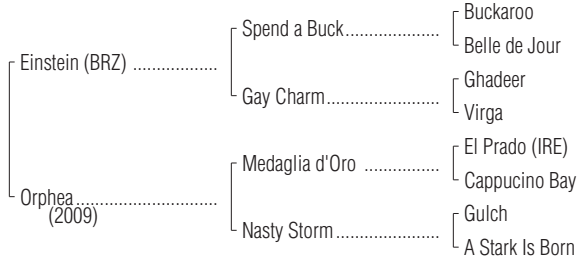 Einstein (BRZ)
Orphea
(2009)
Spend a Buck
Gay Charm
Medaglia d'Oro
Nasty Storm
Buckaroo
Belle de Jour
Ghadeer
Virga
El Prado (IRE)
Cappucino Bay
Gulch
A Stark Is Born